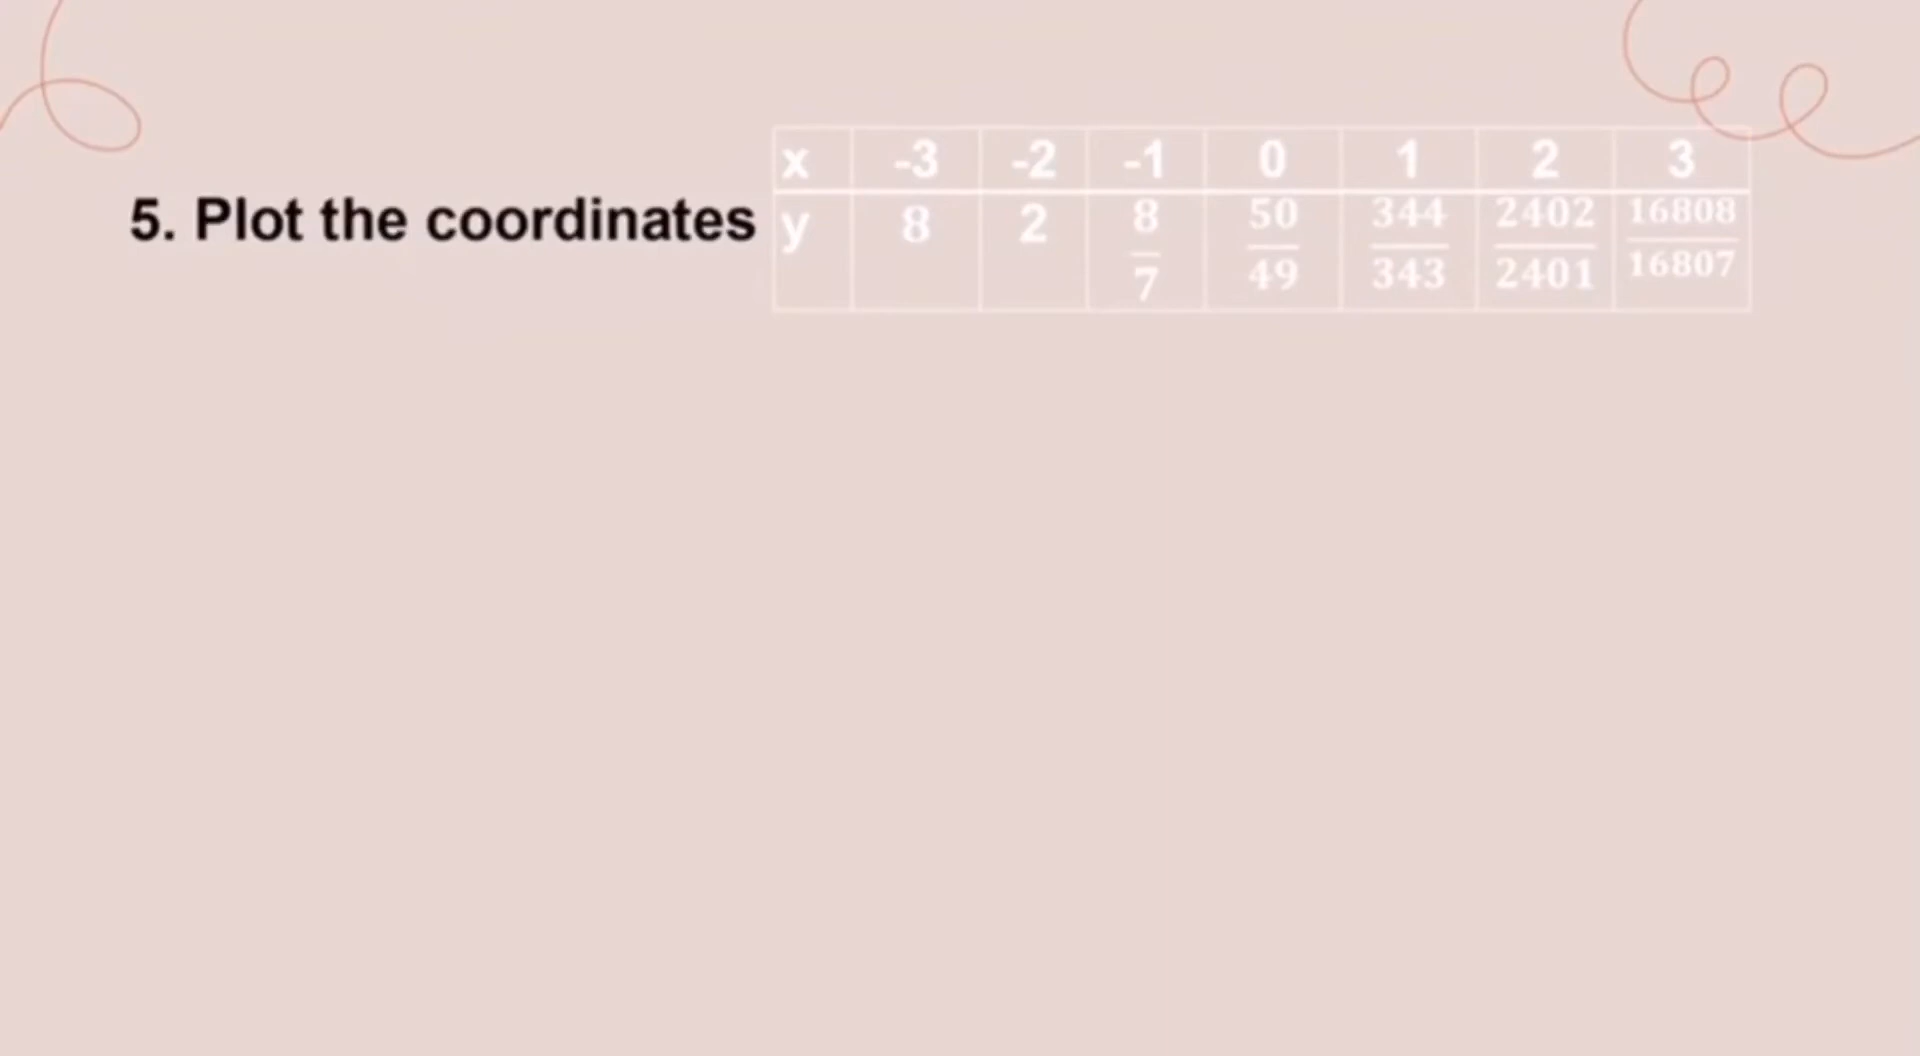 x -3 -2 -1 0 1 2 3
5. Plot the coordinates y 8 2 8/7 50/49 344/343 2402/2401 16808/16807